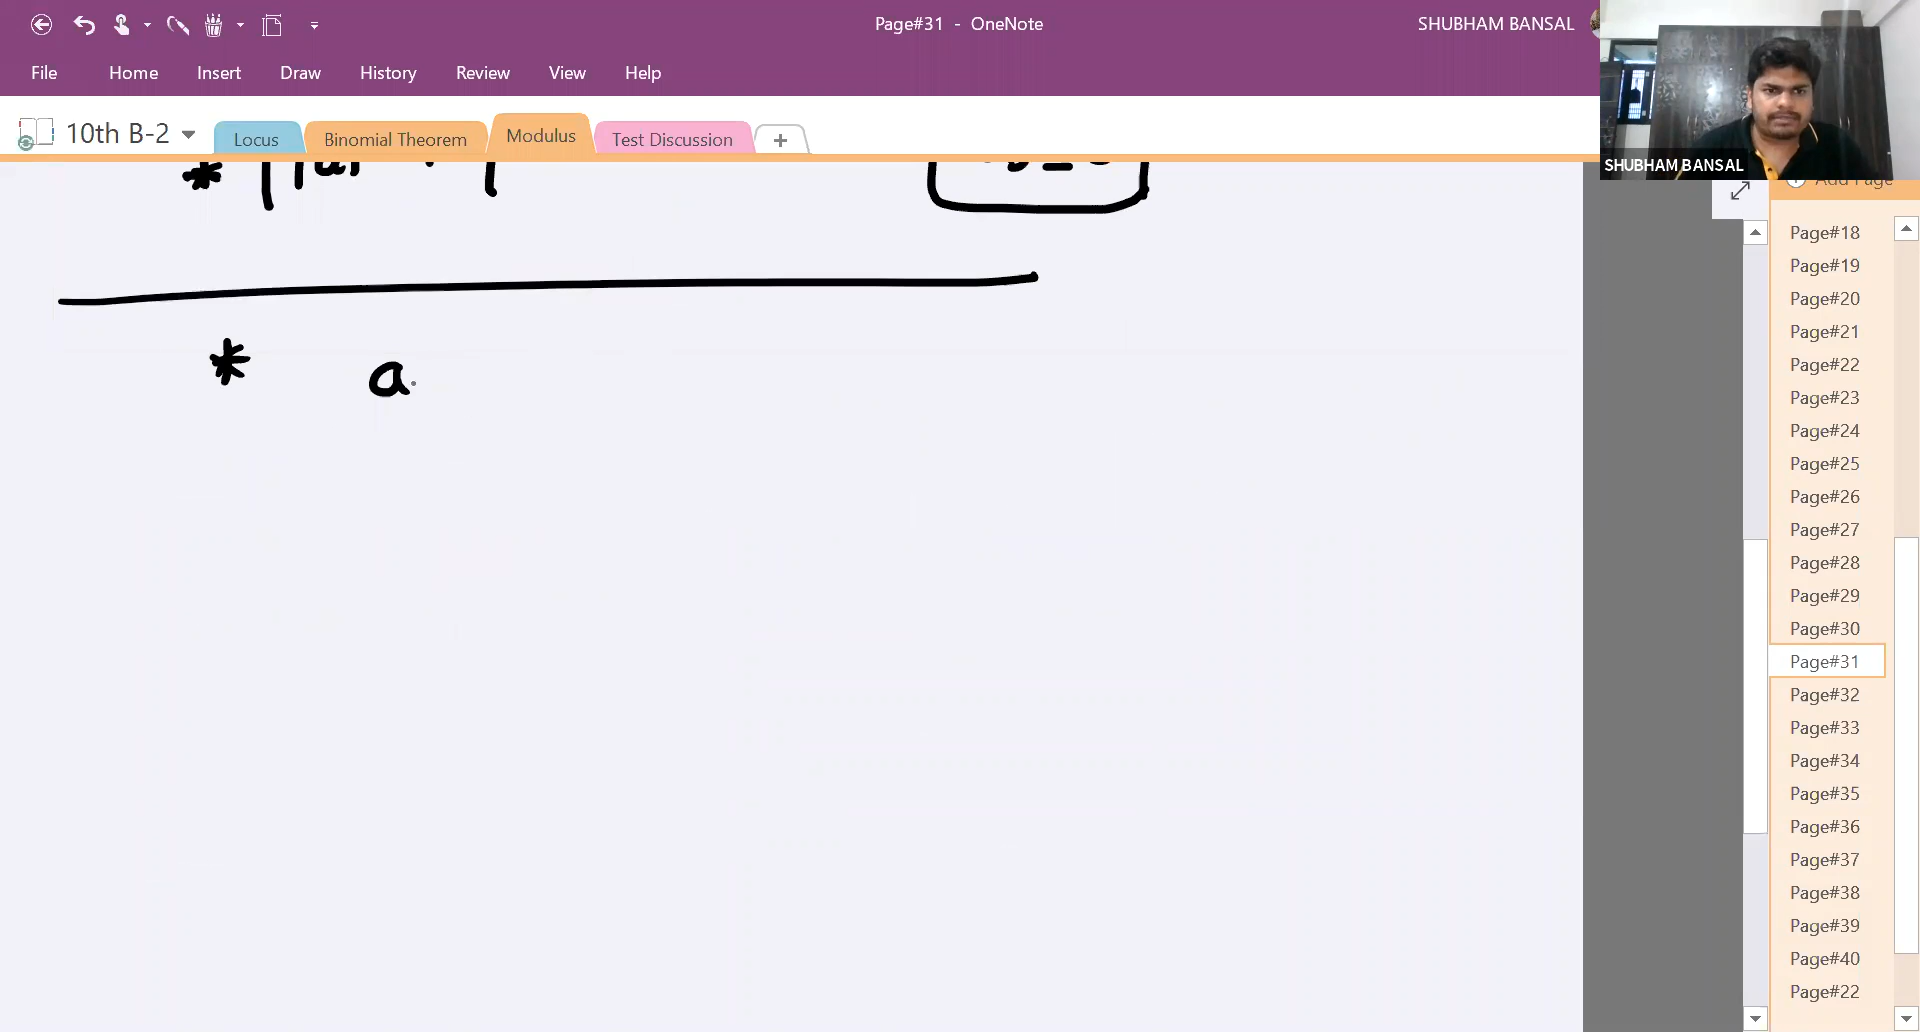 Page#31 - OneNote
SHUBHAM BANSAL
File Home Insert Draw History Review View Help
SHUBHAM BANSAL
10th B-2
Locus
Binomial Theorem
Modulus
Test Discussion
+
Add Page
* a
Page#18
Page#19
Page#20
Page#21
Page#22
Page#23
Page#24
Page#25
Page#26
Page#27
Page#28
Page#29
Page#30
Page#31
Page#32
Page#33
Page#34
Page#35
Page#36
Page#37
Page#38
Page#39
Page#40
Page#22